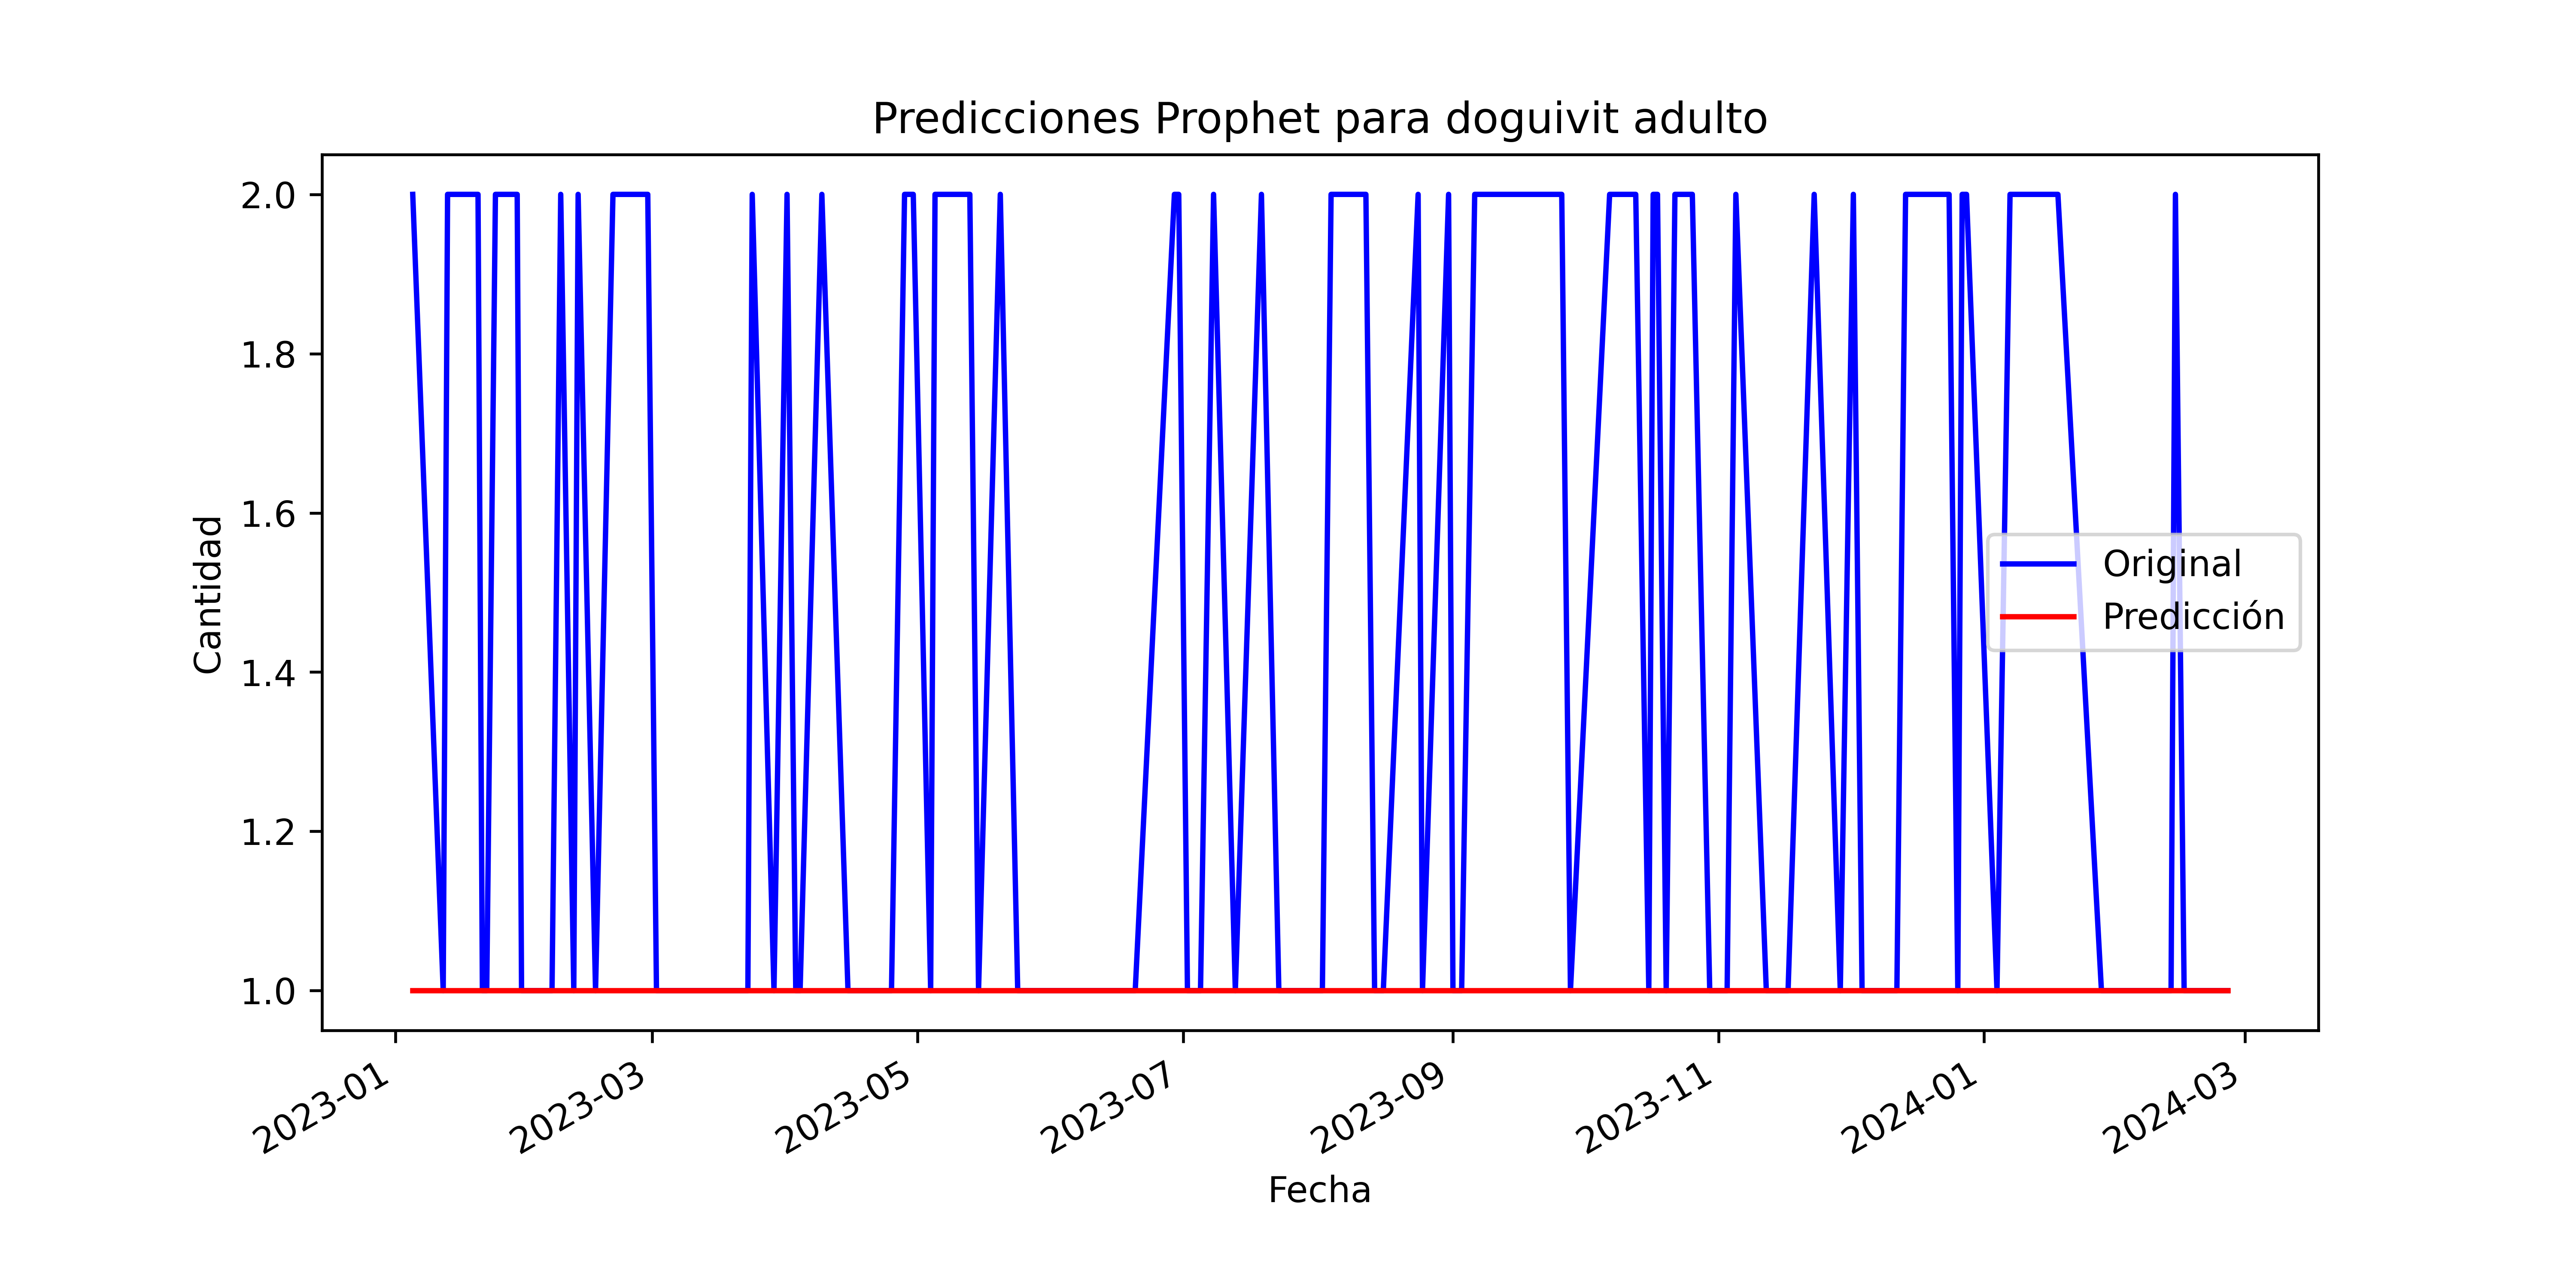 Predicciones Prophet para doguivit adulto
Cantidad
2.0
1.8
1.6
1.4
1.2
1.0
Original
Predicción
2023-01
2023-03
2023-05
2023-07
2023-09
2023-11
2024-01
2024-03
Fecha